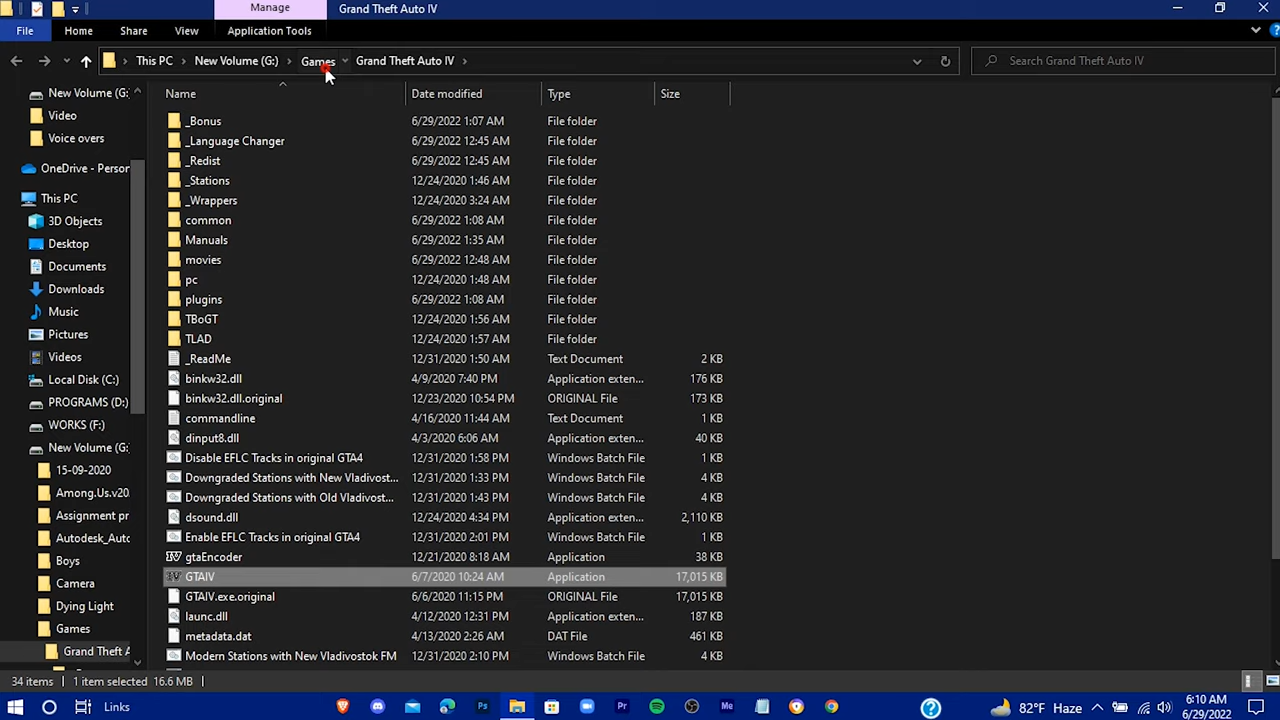 Manage
Grand Theft Auto IV
File
Home
Share
View
Application Tools
This PC
New Volume (G:)
Games
Grand Theft Auto IV
Search Grand Theft Auto IV
Name
Date modified
Type
Size
New Volume (G:
Video
Voice overs
OneDrive - Person
This PC
3D Objects
Desktop
Documents
Downloads
Music
Pictures
Videos
Local Disk (C:)
PROGRAMS (D:)
WORKS (F:)
New Volume (G:
15-09-2020
Among.Us.v20
Assignment pr
Autodesk_Auto
Boys
Camera
Dying Light
Games
Grand Theft A
_Bonus 6/29/2022 1:07 AM File folder
_Language Changer 6/29/2022 12:45 AM File folder
_Redist 6/29/2022 12:45 AM File folder
_Stations 12/24/2020 1:46 AM File folder
_Wrappers 12/24/2020 3:24 AM File folder
common 6/29/2022 1:08 AM File folder
Manuals 6/29/2022 1:35 AM File folder
movies 6/29/2022 12:48 AM File folder
pc 12/24/2020 1:48 AM File folder
plugins 6/29/2022 1:08 AM File folder
TBoGT 12/24/2020 1:56 AM File folder
TLAD 12/24/2020 1:57 AM File folder
_ReadMe 12/31/2020 1:50 AM Text Document 2 KB
binkw32.dll 4/9/2020 7:40 PM Application exten... 176 KB
binkw32.dll.original 12/23/2020 10:54 PM ORIGINAL File 173 KB
commandline 4/16/2020 11:44 AM Text Document 1 KB
dinput8.dll 4/3/2020 6:06 AM Application exten... 40 KB
Disable EFLC Tracks in original GTA4 12/31/2020 1:58 PM Windows Batch File 1 KB
Downgraded Stations with New Vladivost... 12/31/2020 1:33 PM Windows Batch File 4 KB
Downgraded Stations with Old Vladivost... 12/31/2020 1:43 PM Windows Batch File 4 KB
dsound.dll 12/24/2020 4:34 PM Application exten... 2,110 KB
Enable EFLC Tracks in original GTA4 12/31/2020 2:01 PM Windows Batch File 1 KB
gtaEncoder 12/21/2020 8:18 AM Application 38 KB
GTAIV 6/7/2020 10:24 AM Application 17,015 KB
GTAIV.exe.original 6/6/2020 11:15 PM ORIGINAL File 17,015 KB
launc.dll 4/12/2020 12:31 PM Application exten... 187 KB
metadata.dat 4/13/2020 2:26 AM DAT File 461 KB
Modern Stations with New Vladivostok FM 12/31/2020 2:10 PM Windows Batch File 4 KB
34 items 1 item selected 16.6 MB
Links
82°F Haze
6:10 AM
6/29/2022